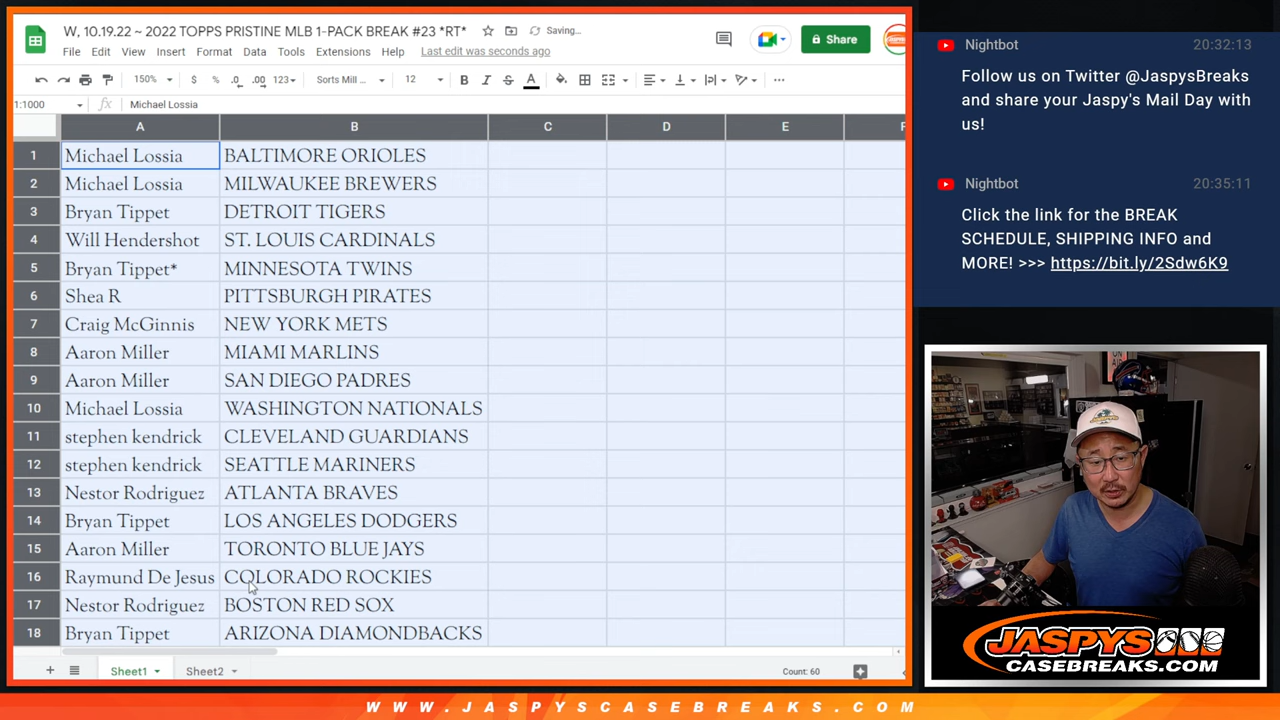 W, 10.19.22 ~ 2022 TOPPS PRISTINE MLB 1-PACK BREAK #23 *RT*
Saving...
File Edit View Insert Format Data Tools Extensions Help Last edit was seconds ago
Share
150% $ % .0 .00 123 Sorts Mill ... 12 B I S A
1:1000 fx Michael Lossia
A B C D E F
1 Michael Lossia BALTIMORE ORIOLES
2 Michael Lossia MILWAUKEE BREWERS
3 Bryan Tippet DETROIT TIGERS
4 Will Hendershot ST. LOUIS CARDINALS
5 Bryan Tippet* MINNESOTA TWINS
6 Shea R PITTSBURGH PIRATES
7 Craig McGinnis NEW YORK METS
8 Aaron Miller MIAMI MARLINS
9 Aaron Miller SAN DIEGO PADRES
10 Michael Lossia WASHINGTON NATIONALS
11 stephen kendrick CLEVELAND GUARDIANS
12 stephen kendrick SEATTLE MARINERS
13 Nestor Rodriguez ATLANTA BRAVES
14 Bryan Tippet LOS ANGELES DODGERS
15 Aaron Miller TORONTO BLUE JAYS
16 Raymund De Jesus COLORADO ROCKIES
17 Nestor Rodriguez BOSTON RED SOX
18 Bryan Tippet ARIZONA DIAMONDBACKS
Sheet1 Sheet2 Count: 60
Nightbot 20:32:13
Follow us on Twitter @JaspysBreaks
and share your Jaspy's Mail Day with
us!
Nightbot 20:35:11
Click the link for the BREAK
SCHEDULE, SHIPPING INFO and
MORE! >>> https://bit.ly/2Sdw6K9
JASPYS
CASEBREAKS.COM
WWW.JASPYSCASEBREAKS.COM